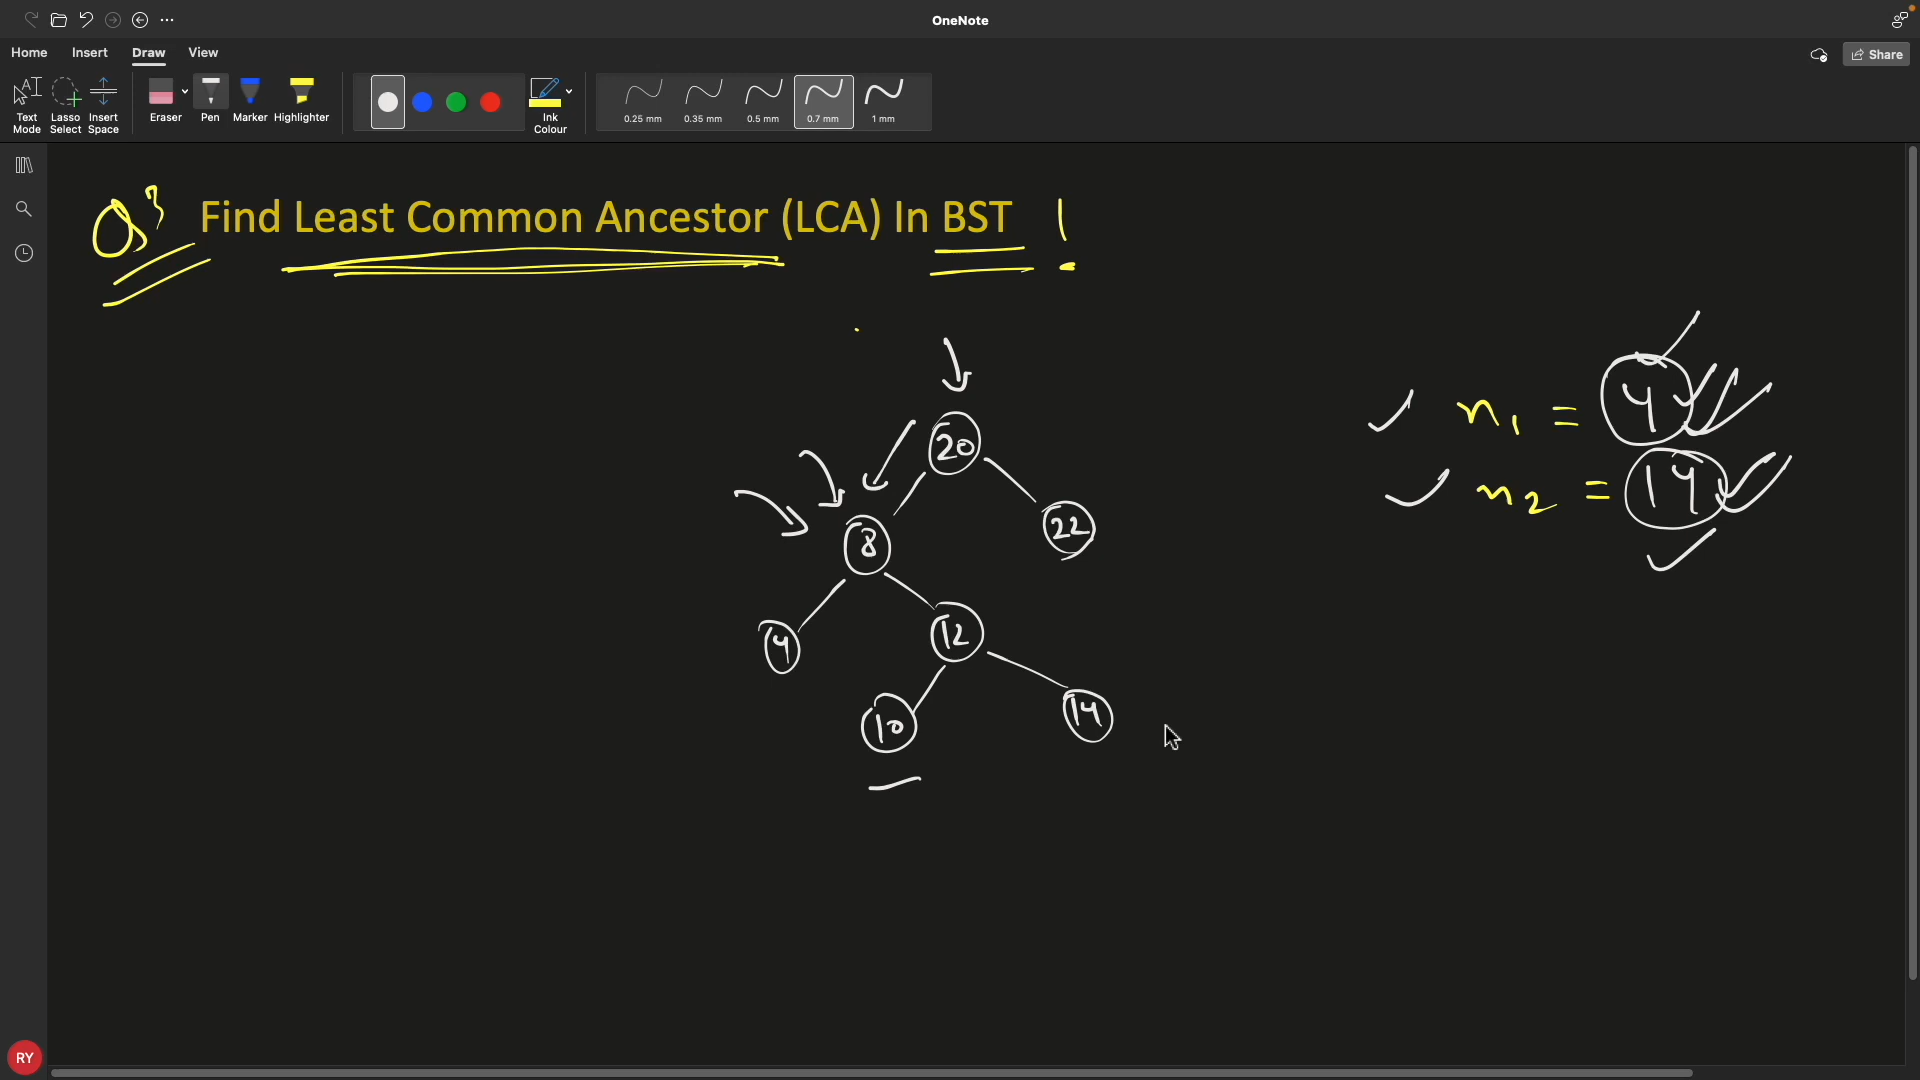 OneNote
Home Insert Draw View
Share
Text Mode
Lasso Select
Insert Space
Eraser
Pen
Marker
Highlighter
Ink Colour
0.25 mm
0.35 mm
0.5 mm
0.7 mm
1 mm
Q: Find Least Common Ancestor (LCA) In BST !
n1 = 4
n2 = 14
20
8
22
4
12
10
14
RY